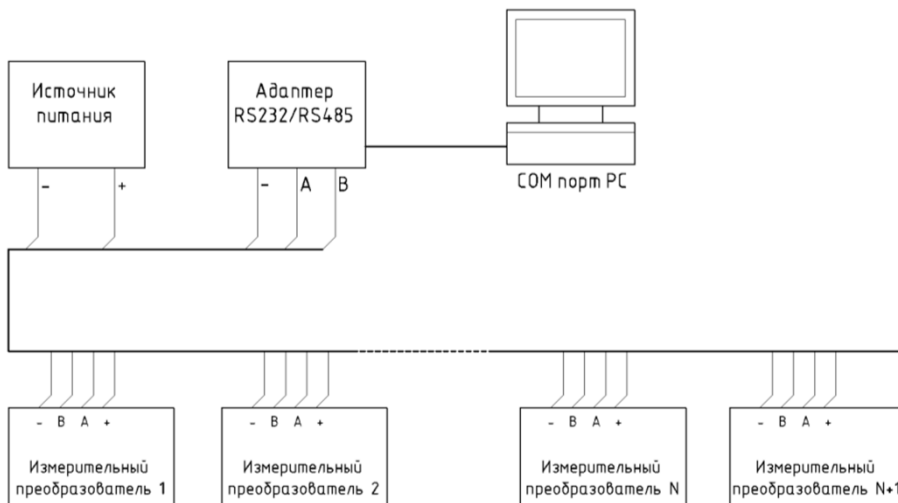 Источник
питания
Адаптер
RS232/RS485
- +
- A B
COM порт PC
- B A +
Измерительный
преобразователь 1
- B A +
Измерительный
преобразователь 2
- B A +
Измерительный
преобразователь N
- B A +
Измерительный
преобразователь N+1